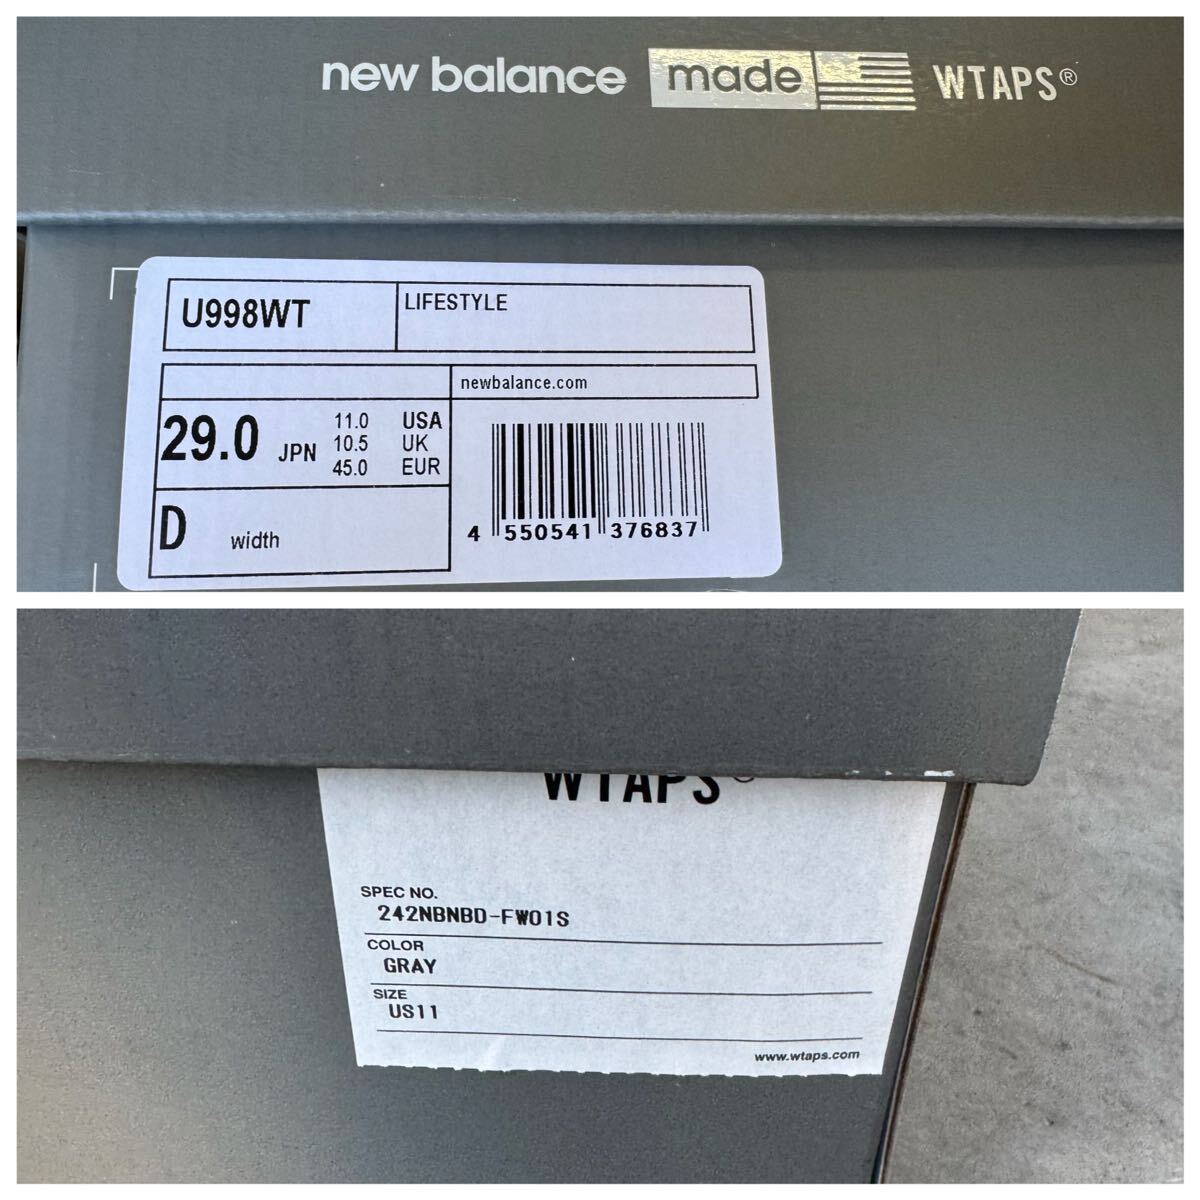 new balance made WTAPS®
U998WT
LIFESTYLE
newbalance.com
29.0 JPN
11.0 USA
10.5 UK
45.0 EUR
D width
4 550541 376837
WTAPS®
SPEC NO.
242NBNBD-FW01S
COLOR
GRAY
SIZE
US11
www.wtaps.com